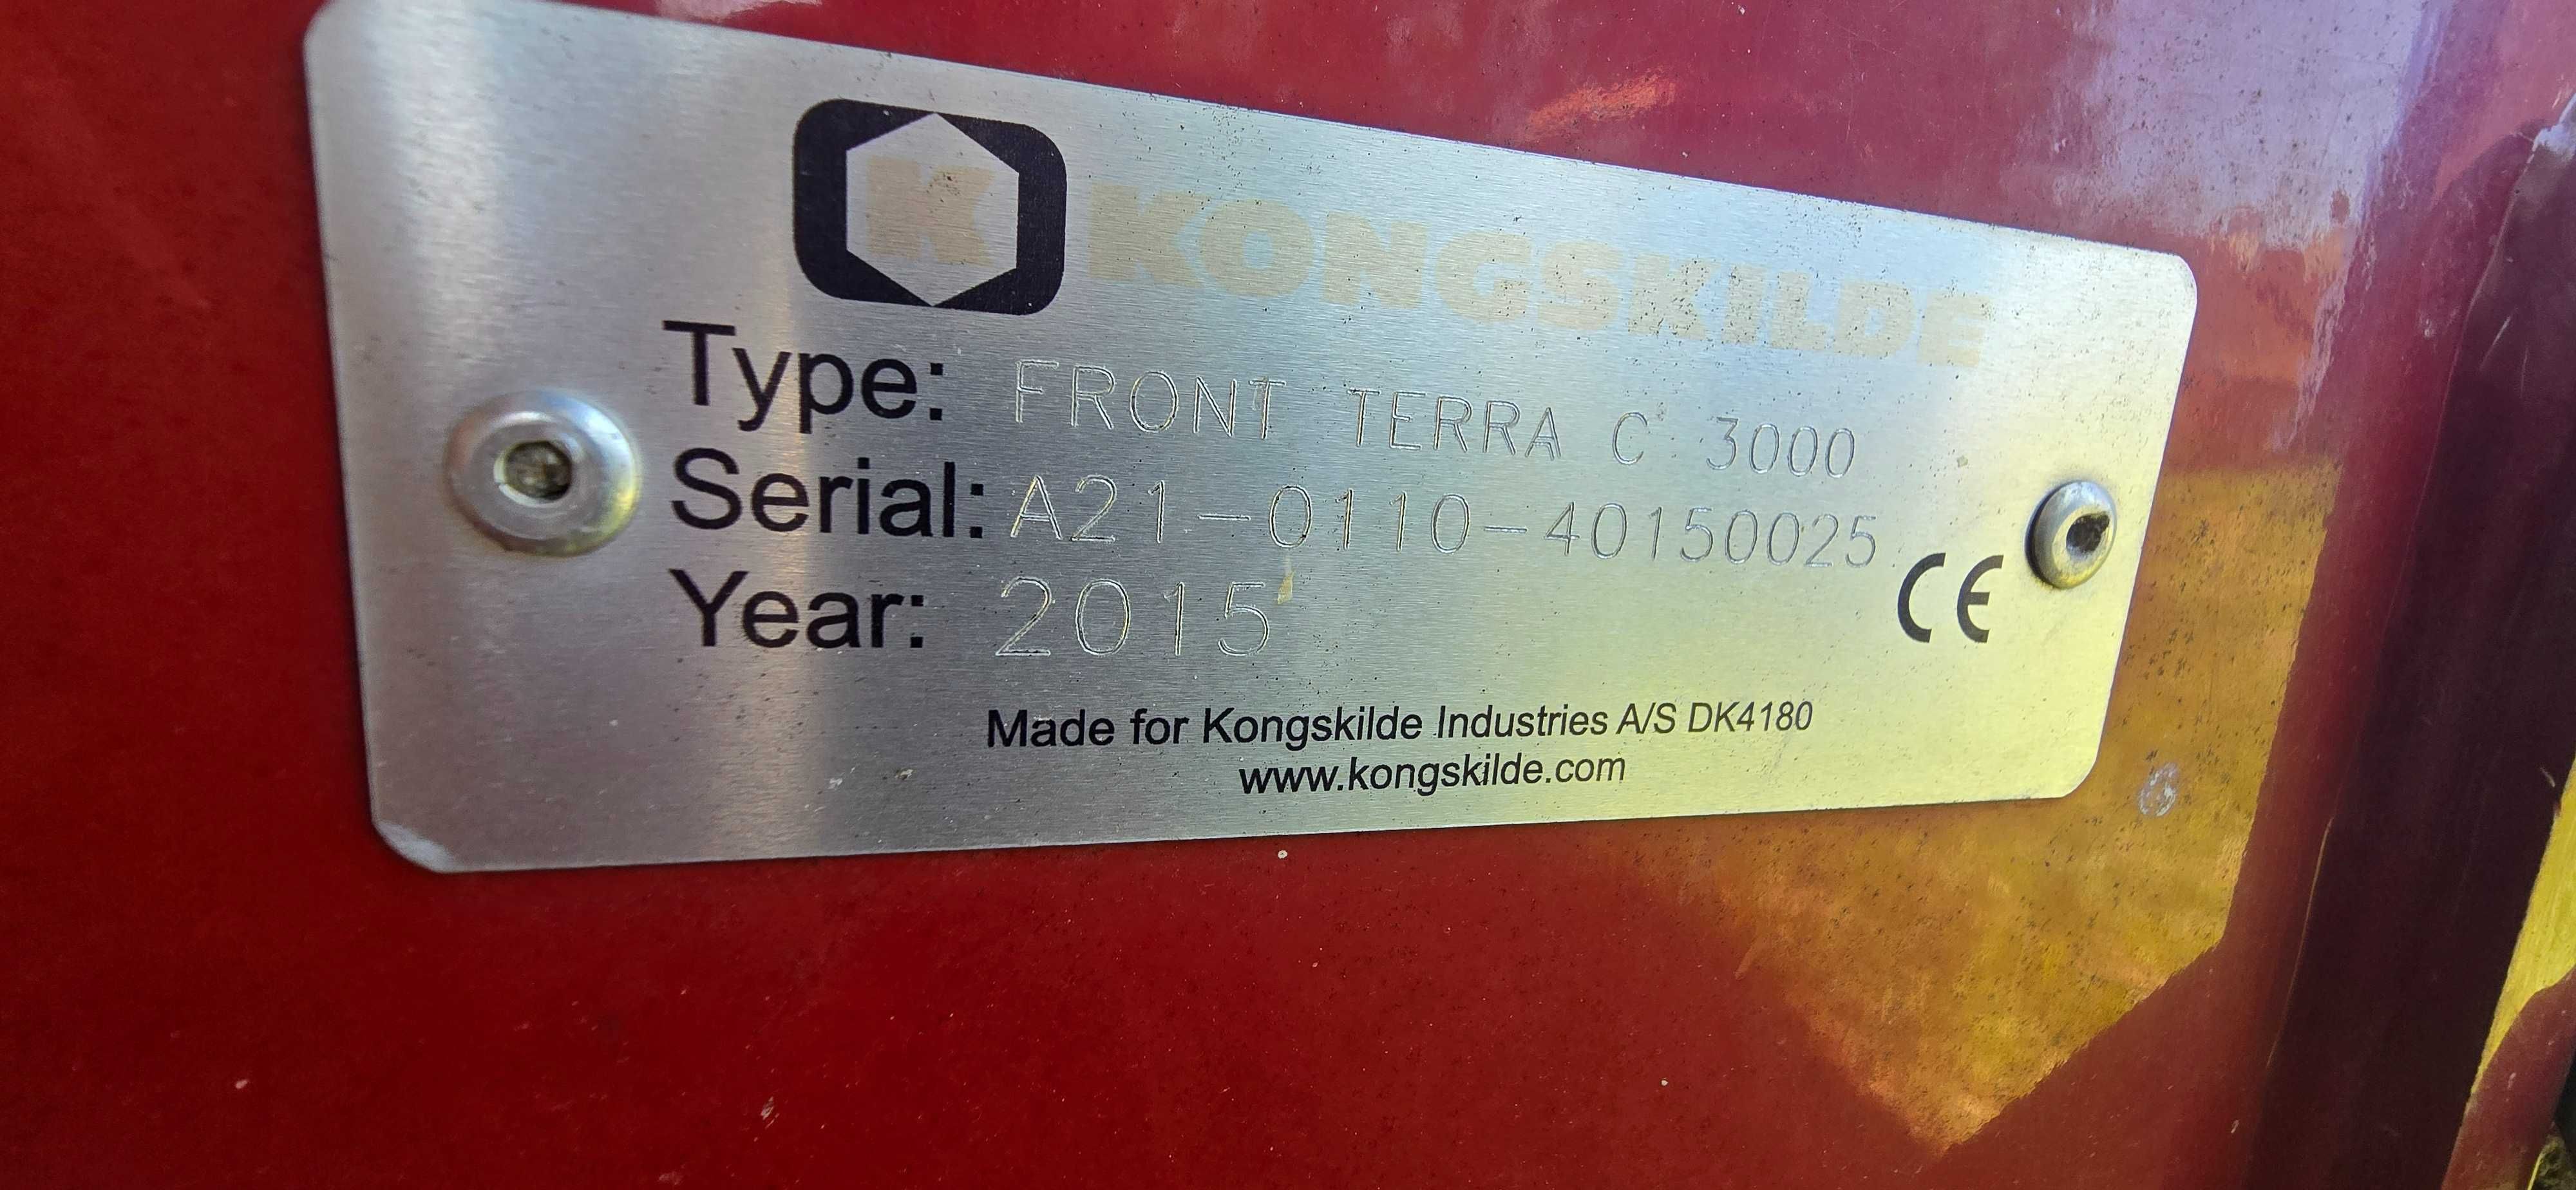 K KONGSKILDE
Type: FRONT TERRA C 3000
Serial: A21-0110-40150025
Year: 2015
CE
Made for Kongskilde Industries A/S DK4180
www.kongskilde.com